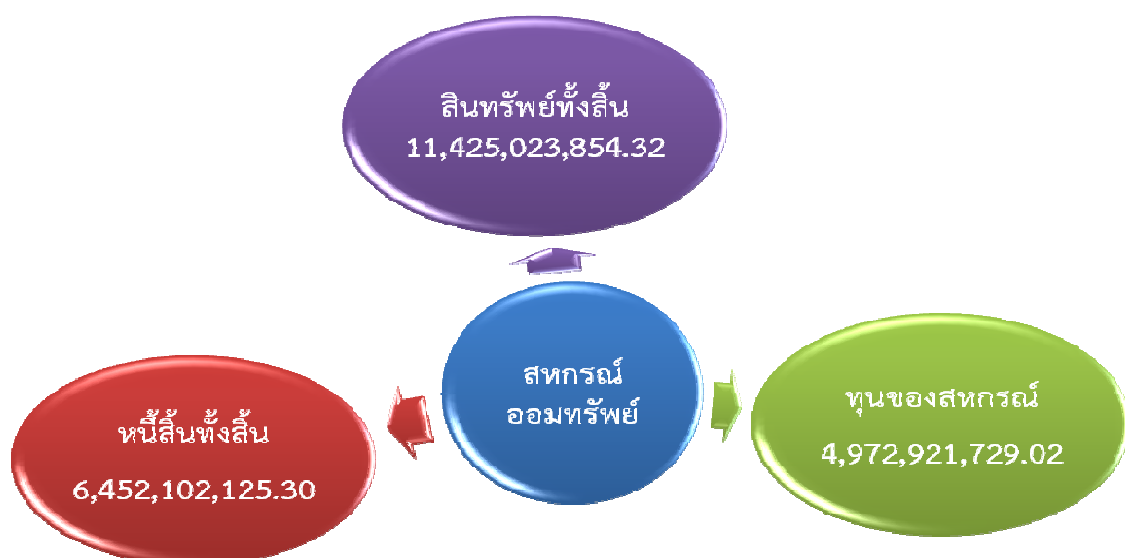 สินทรัพย์ทั้งสิ้น
11,425,023,854.32
สหกรณ์
ออมทรัพย์
ทุนของสหกรณ์
4,972,921,729.02
หนี้สิ้นทั้งสิ้น
6,452,102,125.30